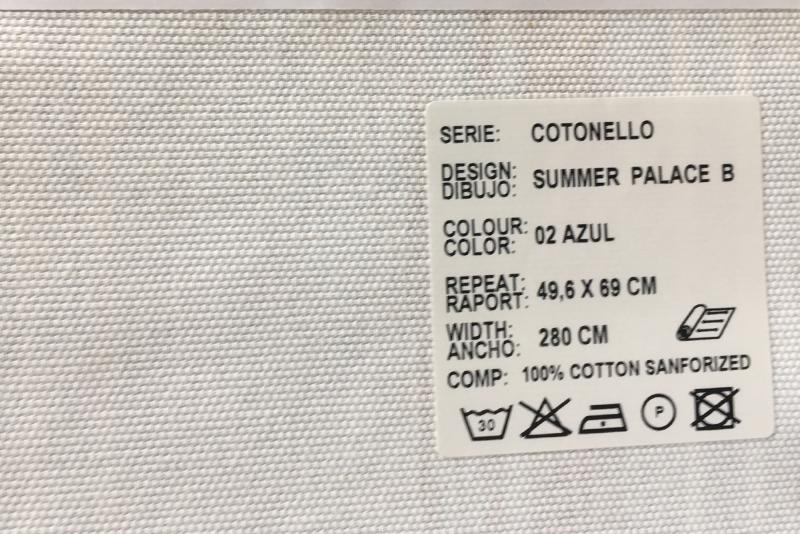 SERIE: COTONELLO
DESIGN:
DIBUJO: SUMMER PALACE B
COLOUR:
COLOR: 02 AZUL
REPEAT:
RAPORT: 49,6 X 69 CM
WIDTH:
ANCHO: 280 CM
COMP: 100% COTTON SANFORIZED
30 P